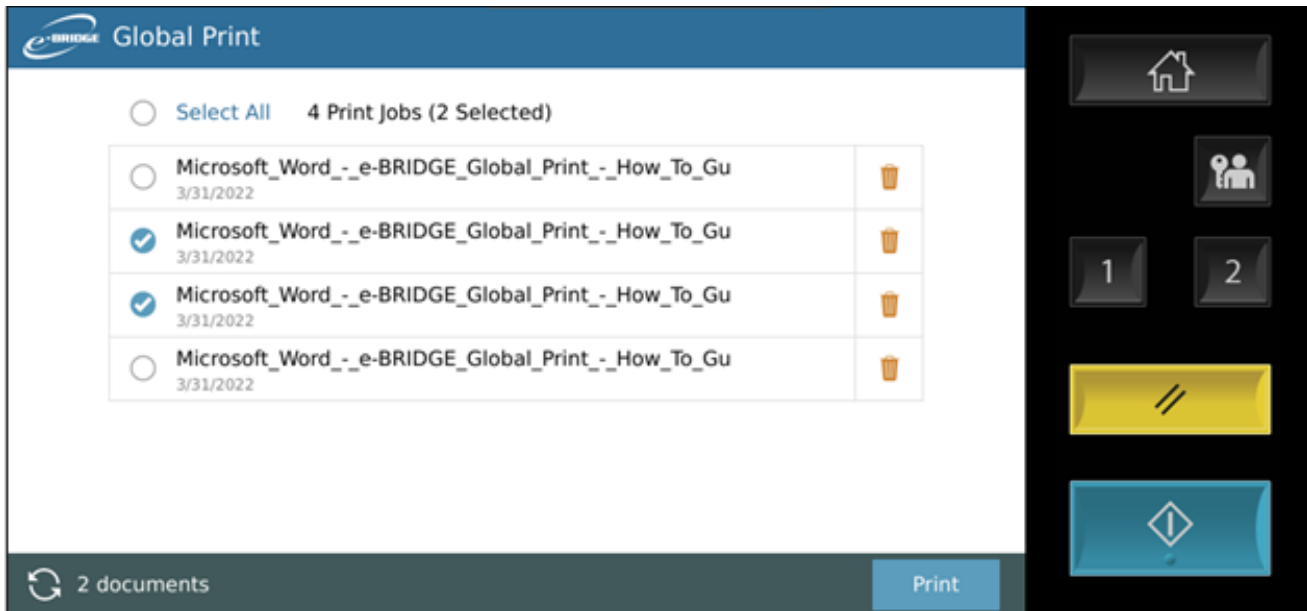 e-BRIDGE Global Print
Select All 4 Print Jobs (2 Selected)
Microsoft_Word_-_e-BRIDGE_Global_Print_-_How_To_Gu
3/31/2022
Microsoft_Word_-_e-BRIDGE_Global_Print_-_How_To_Gu
3/31/2022
Microsoft_Word_-_e-BRIDGE_Global_Print_-_How_To_Gu
3/31/2022
Microsoft_Word_-_e-BRIDGE_Global_Print_-_How_To_Gu
3/31/2022
1 2
2 documents Print